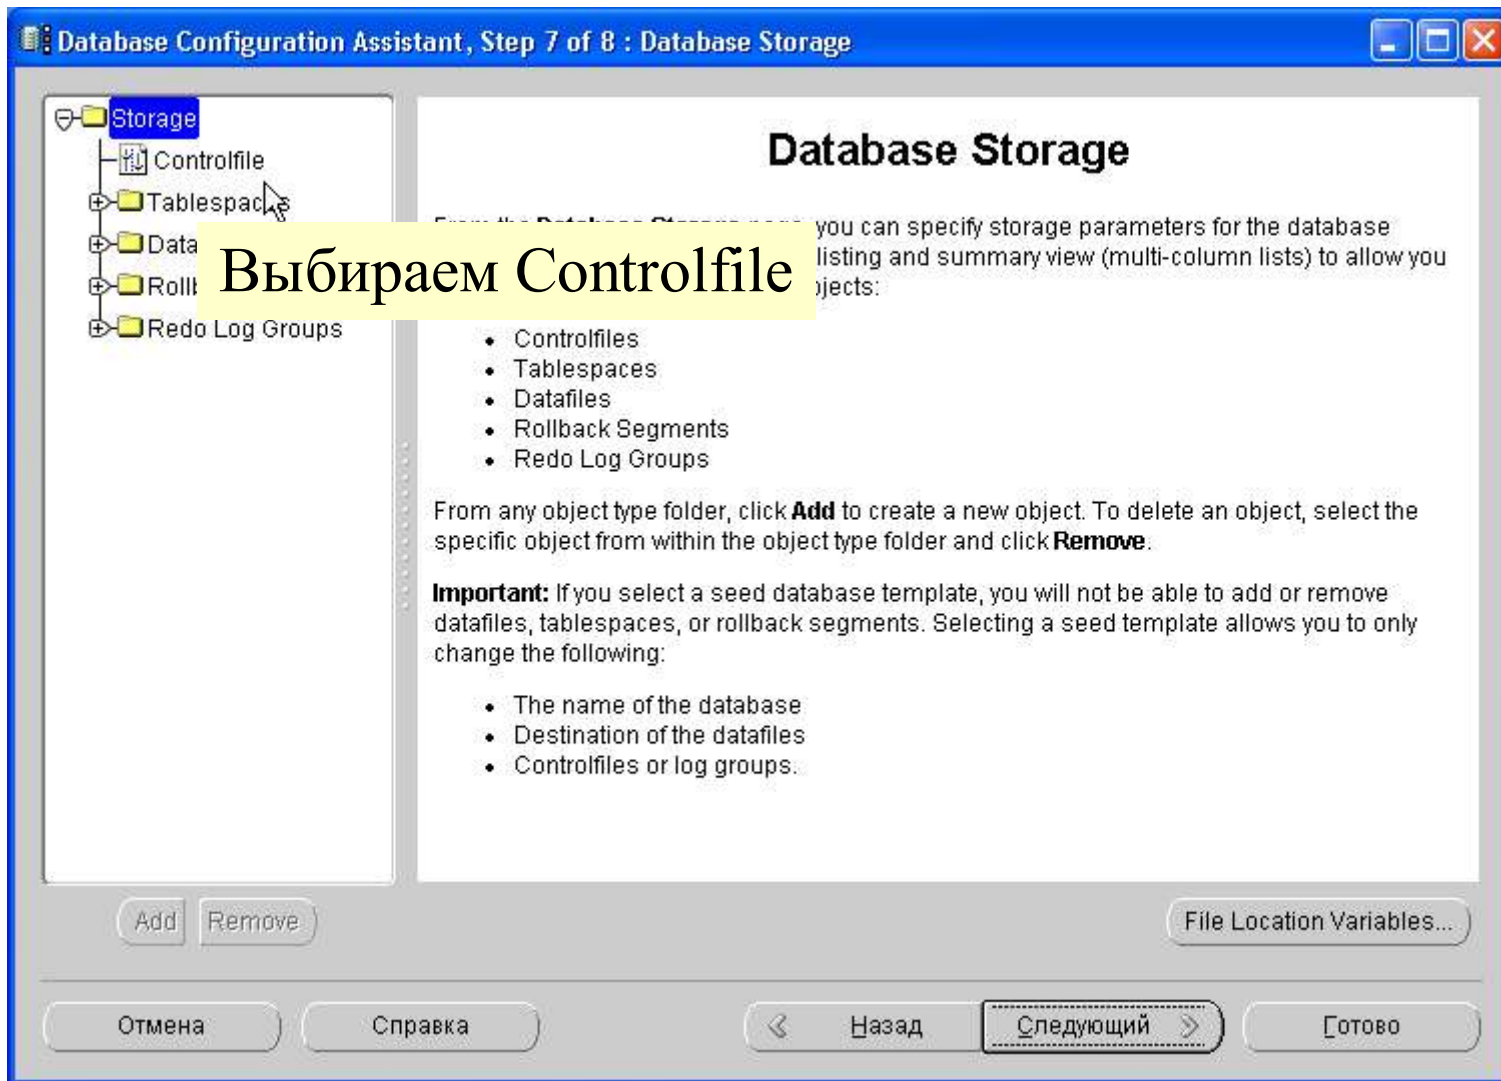 Database Configuration Assistant, Step 7 of 8 : Database Storage
Storage
Controlfile
Tablespaces
Data
Rollb
Redo Log Groups
Выбираем Controlfile
Database Storage
you can specify storage parameters for the database
listing and summary view (multi-column lists) to allow you
bjects:
• Controlfiles
• Tablespaces
• Datafiles
• Rollback Segments
• Redo Log Groups
From any object type folder, click Add to create a new object. To delete an object, select the
specific object from within the object type folder and click Remove.
Important: If you select a seed database template, you will not be able to add or remove
datafiles, tablespaces, or rollback segments. Selecting a seed template allows you to only
change the following:
• The name of the database
• Destination of the datafiles
• Controlfiles or log groups.
Add Remove File Location Variables...
Отмена Справка Назад Следующий Готово